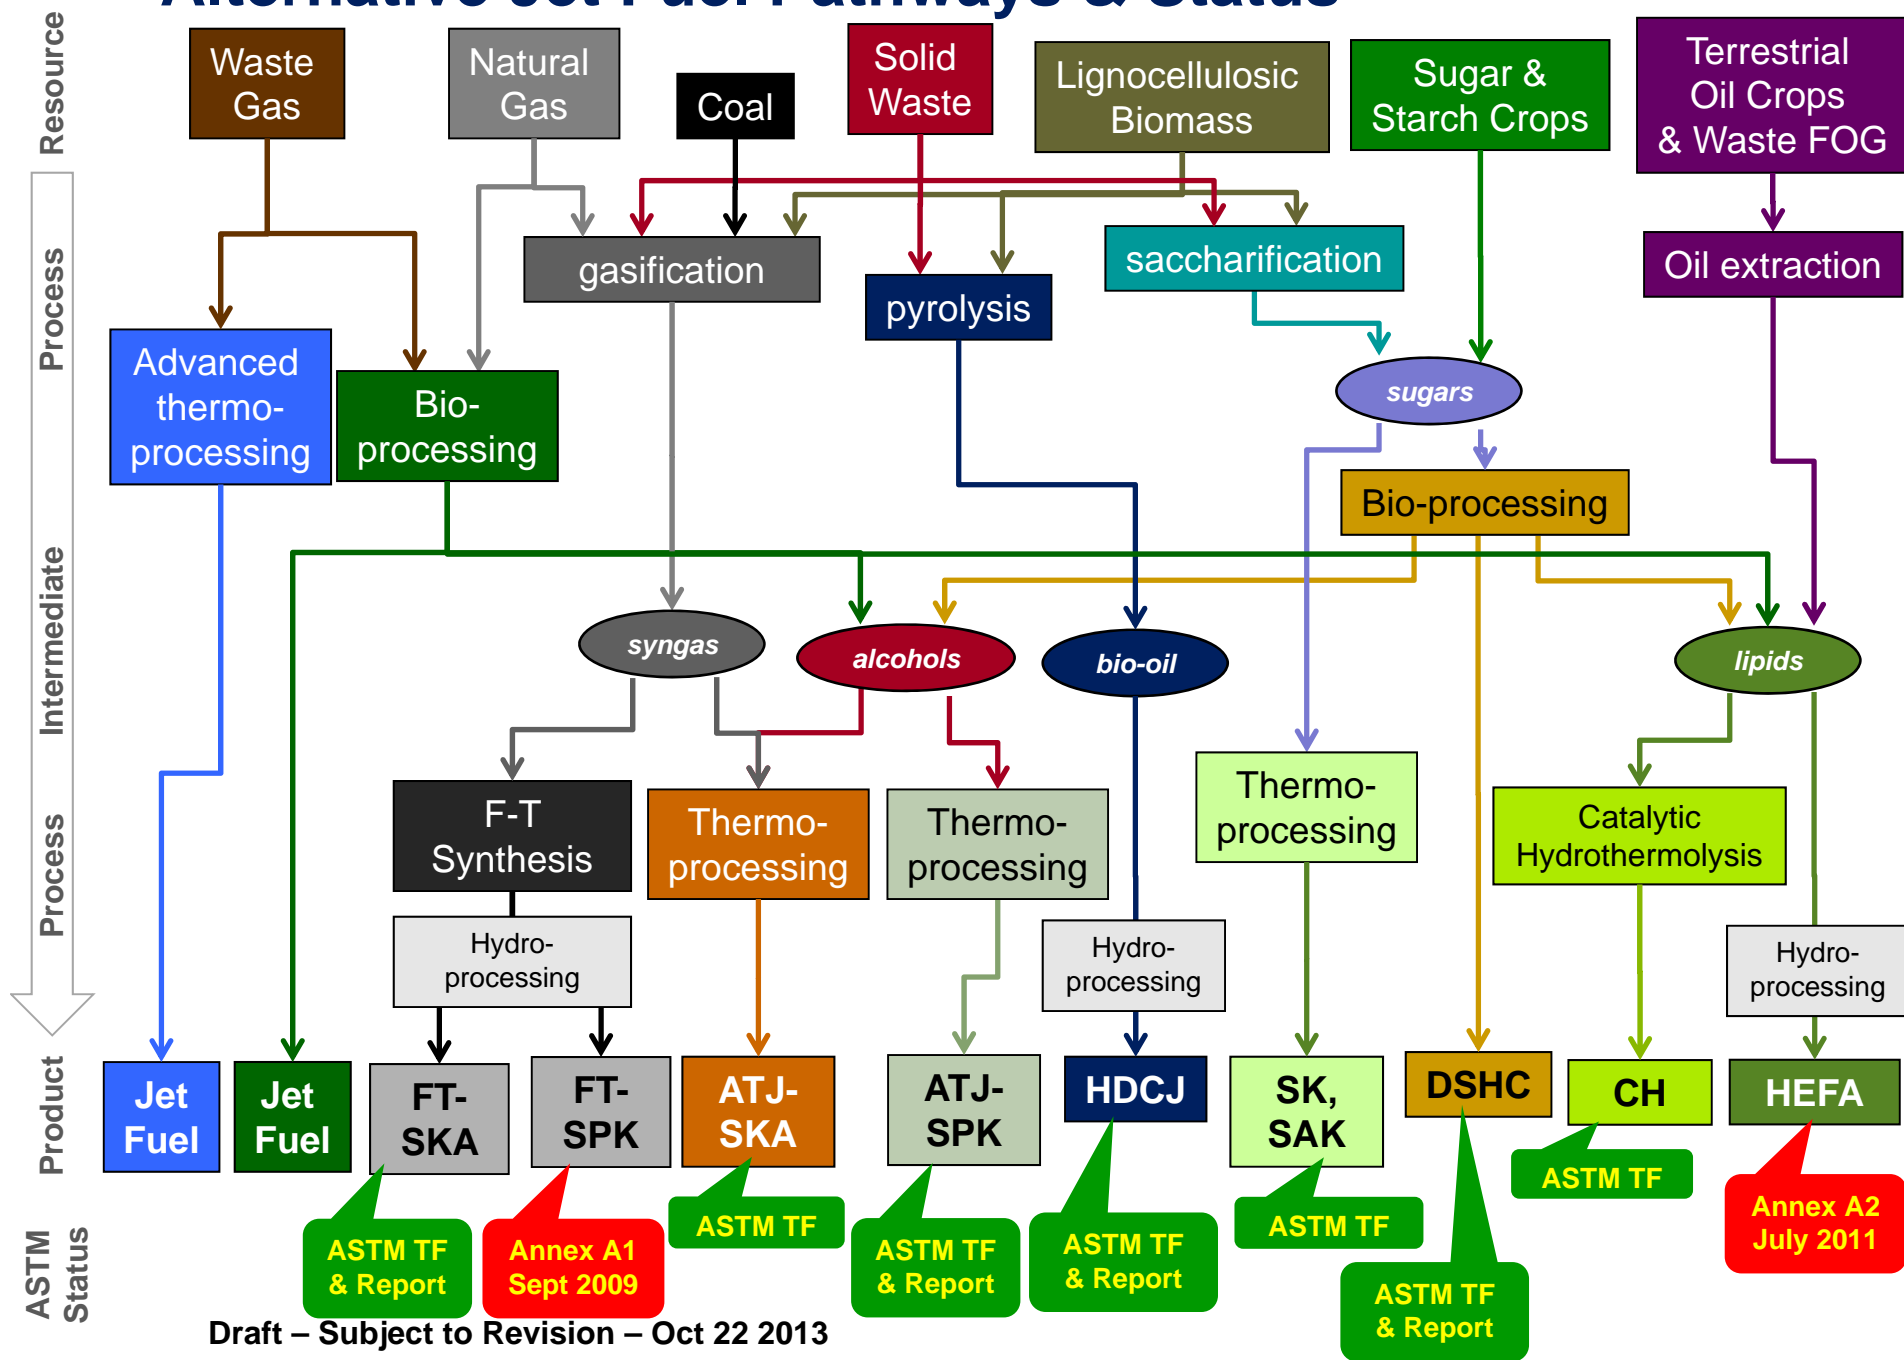 Alternative Jet Fuel Pathways & Status
Resource
Waste
Gas
Natural
Gas
Coal
Solid
Waste
Lignocellulosic
Biomass
Sugar &
Starch Crops
Terrestrial
Oil Crops
& Waste FOG
Process
gasification
pyrolysis
saccharification
Oil extraction
Advanced
thermo-
processing
Bio-
processing
sugars
Bio-processing
Intermediate
syngas
alcohols
bio-oil
lipids
Process
F-T
Synthesis
Thermo-
processing
Thermo-
processing
Thermo-
processing
Catalytic
Hydrothermolysis
Hydro-
processing
Hydro-
processing
Hydro-
processing
Product
Jet
Fuel
Jet
Fuel
FT-
SKA
FT-
SPK
ATJ-
SKA
ATJ-
SPK
HDCJ
SK,
SAK
DSHC
CH
HEFA
ASTM
Status
ASTM TF
& Report
Annex A1
Sept 2009
ASTM TF
ASTM TF
& Report
ASTM TF
& Report
ASTM TF
ASTM TF
& Report
ASTM TF
Annex A2
July 2011
Draft – Subject to Revision – Oct 22 2013